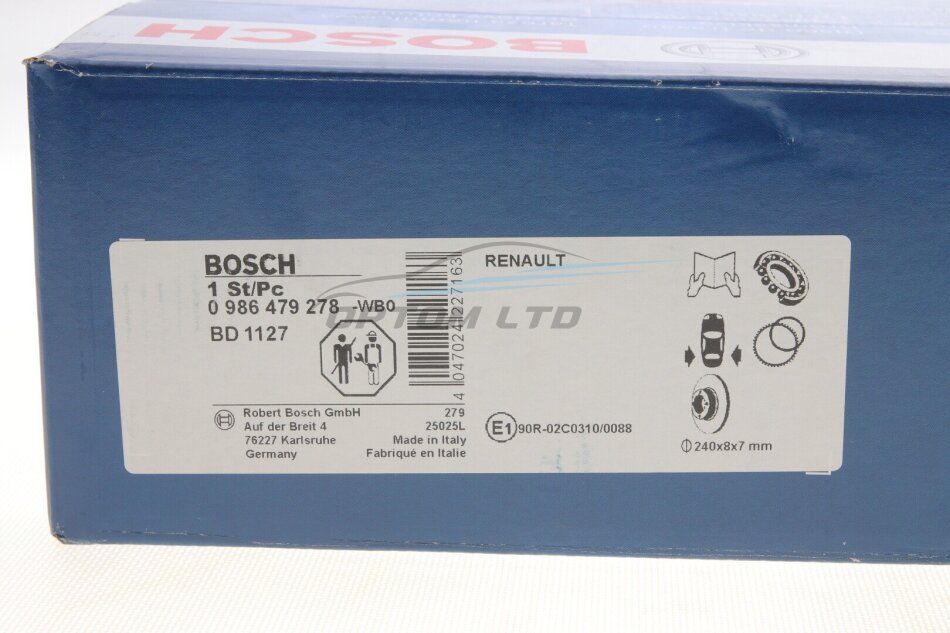 BOSCH
BOSCH
1 St/Pc
0 986 479 278 -WB0
BD 1127
4 047024 227163
RENAULT
OPTOM LTD
Robert Bosch GmbH
Auf der Breit 4
76227 Karlsruhe
Germany
279
25025L
Made in Italy
Fabriqué en Italie
E1 90R-02C0310/0088
240x8x7 mm